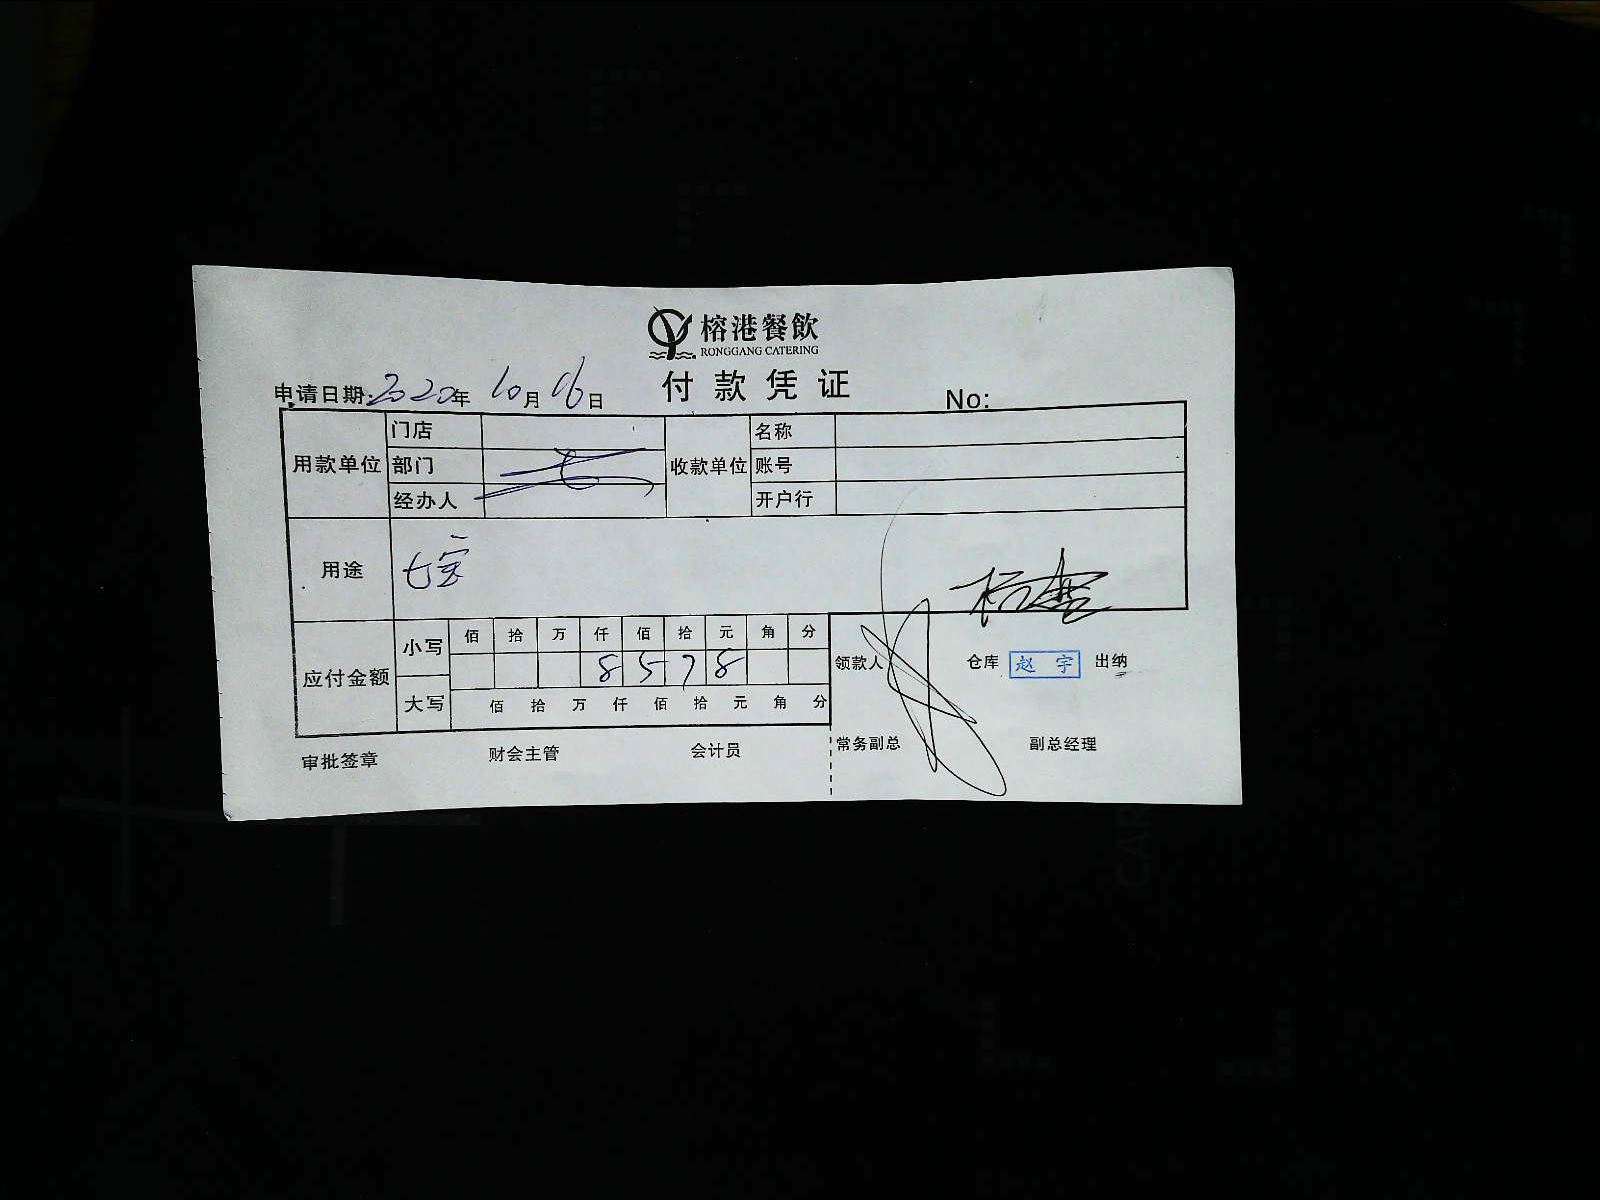 榕港餐飲
RONGGANG CATERING
付款凭证
申请日期: 2020年 10月 16日
No:
用款单位 门店 收款单位 名称
部门 账号
经办人 开户行
用途 七宝
应付金额 小写 佰 拾 万 仟 佰 拾 元 角 分
8 5 7 8
大写 佰 拾 万 仟 佰 拾 元 角 分
领款人 仓库 赵宇 出纳
审批签章 财会主管 会计员 常务副总 副总经理